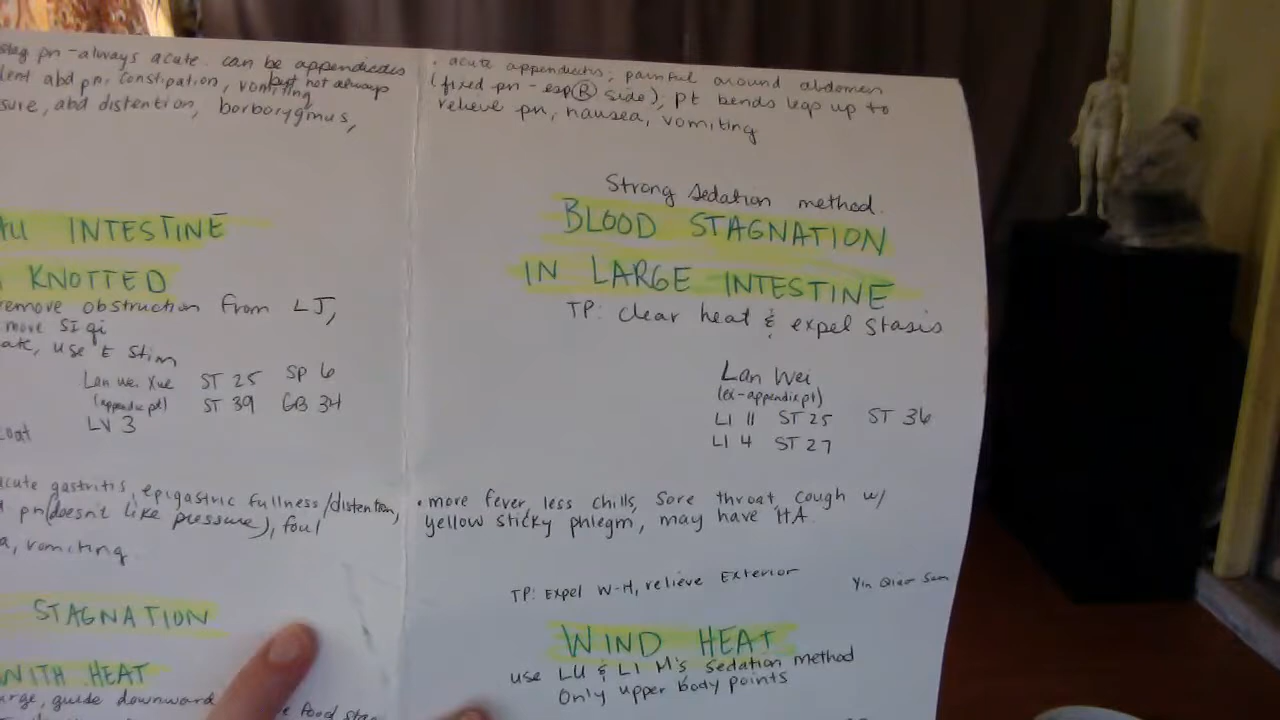 stag pn - always acute. can be appendicitis
but not always
abd pn, constipation, vomiting
abd distention, borborygmus,
INTESTINE
KNOTTED
remove obstruction from LJ,
move SI qi
use E Stim
Lan Wei Xue ST 25 SP 6
(appendix pt) ST 39 GB 34
LV 3
acute gastritis, epigastric fullness/distention,
pn (doesn't like pressure), foul
vomiting
STAGNATION
WITH HEAT
guide downward
food
• acute appendicitis; painful around abdomen
(fixed pn - esp R side), pt bends legs up to
relieve pn, nausea, vomiting
Strong Sedation method.
BLOOD STAGNATION
IN LARGE INTESTINE
TP: clear heat & expel stasis
Lan Wei
(ex-appendix pt)
LI 11 ST 25 ST 36
LI 4 ST 27
• more fever, less chills, sore throat, cough w/
yellow sticky phlegm, may have HA
TP: Expel W-H, relieve Exterior Yin Qiao San
WIND HEAT
use LU & LI M's sedation method
Only upper body points